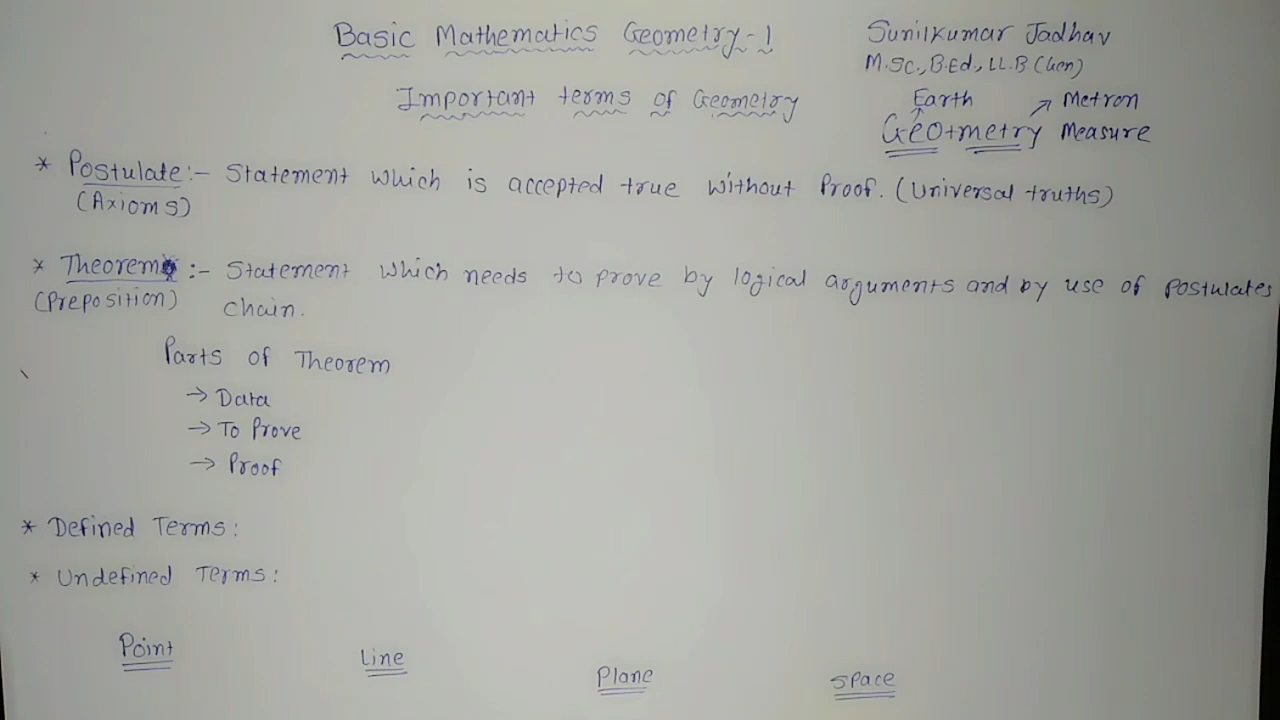 Basic Mathematics Geometry-1
Sunilkumar Jadhav
M.Sc., B.Ed., LL.B
Important terms of Geometry
Earth ↗ Metron
Geo+metry Measure
* Postulate:- Statement which is accepted true without Proof. (Universal truths)
(Axioms)
* Theorem :- Statement which needs to prove by logical arguments and by use of Postulates
(Preposition) chain.
Parts of Theorem
→ Data
→ To Prove
→ Proof
* Defined Terms:
* Undefined Terms:
Point Line Plane Space